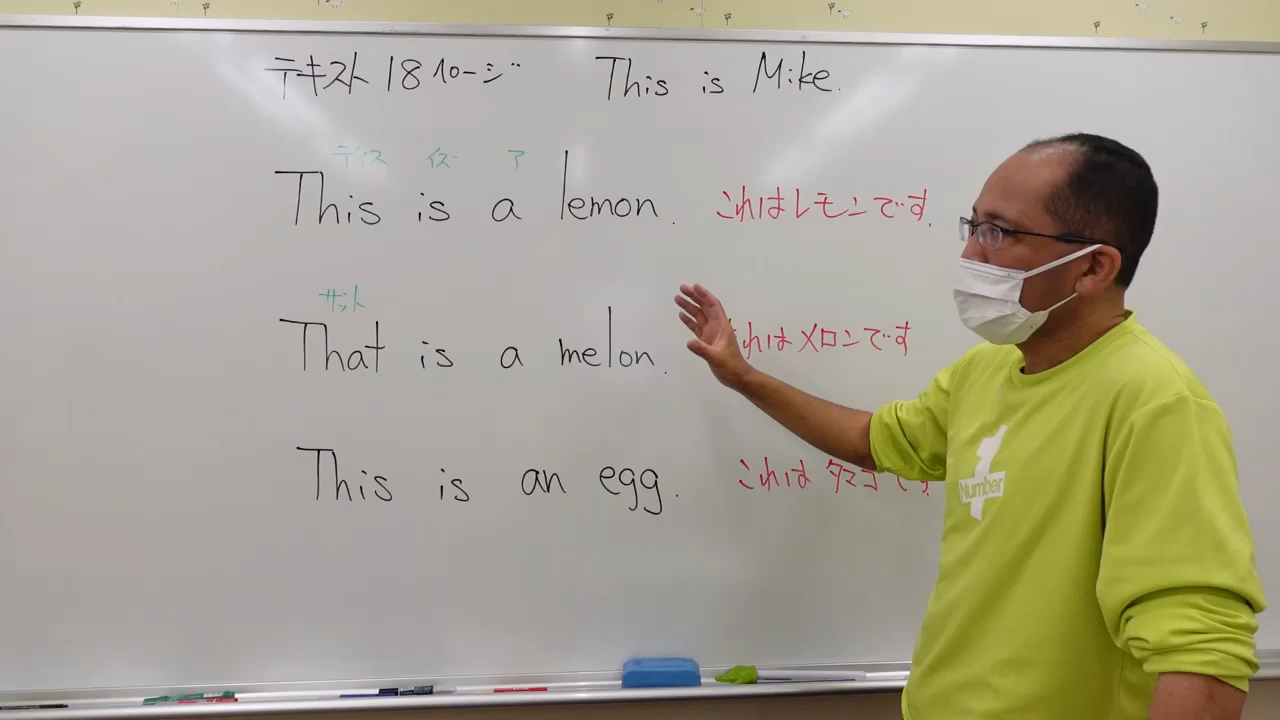 テキスト 18ページ This is Mike.
ディス イズ ア
This is a lemon. これはレモンです.
ザット
That is a melon. れはメロンです
This is an egg. これは タマゴです.
1
Number